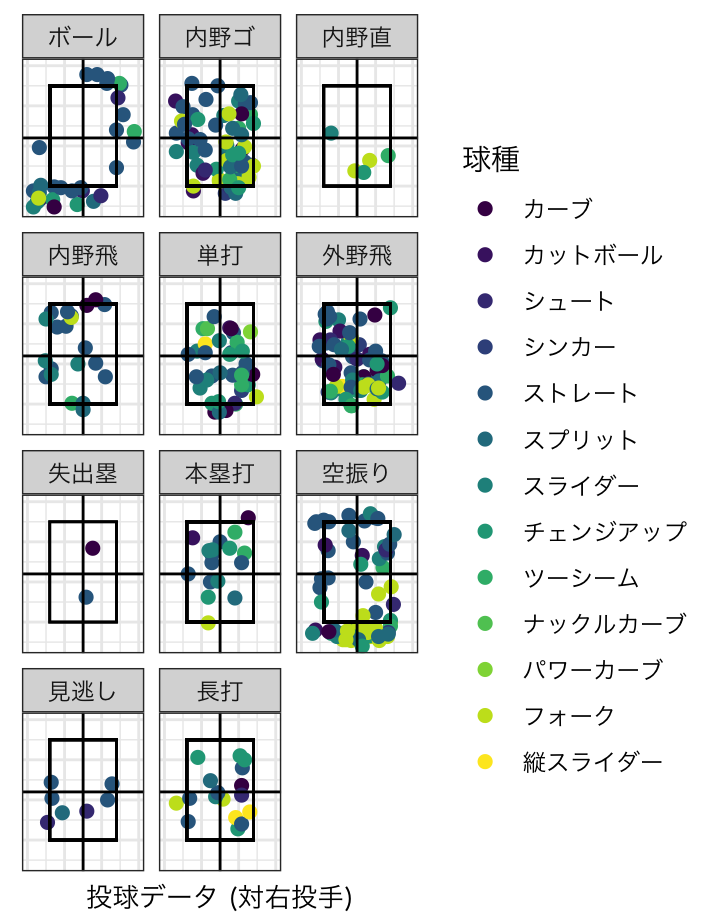 ボール
内野ゴ
内野直
内野飛
単打
外野飛
失出塁
本塁打
空振り
見逃し
長打
投球データ (対右投手)
球種
カーブ
カットボール
シュート
シンカー
ストレート
スプリット
スライダー
チェンジアップ
ツーシーム
ナックルカーブ
パワーカーブ
フォーク
縦スライダー